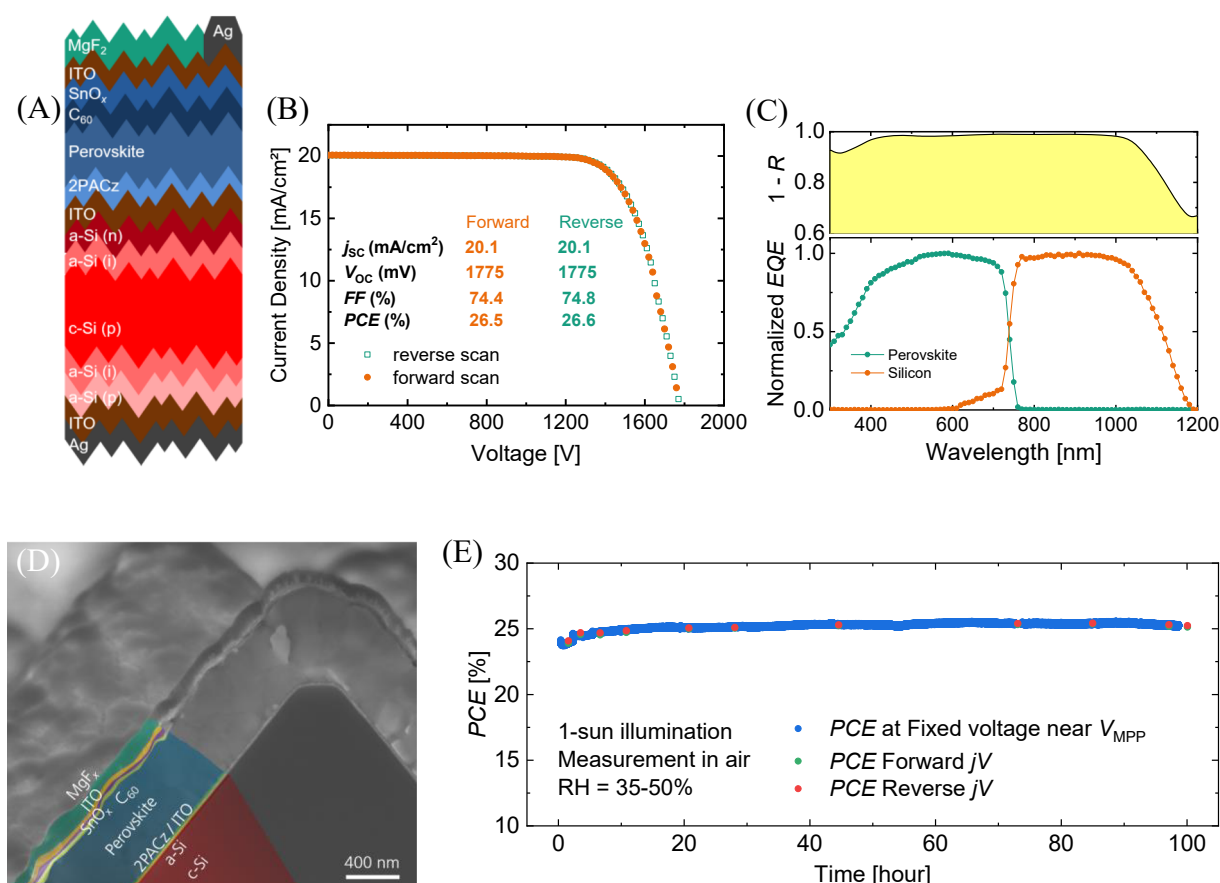 (A)
MgF₂
Ag
ITO
SnOₓ
C₆₀
Perovskite
2PACz
ITO
a-Si (n)
a-Si (i)
c-Si (p)
a-Si (i)
a-Si (p)
ITO
Ag
(B)
Current Density [mA/cm²]
20
15
10
5
0
Forward Reverse
jSC (mA/cm²) 20.1 20.1
VOC (mV) 1775 1775
FF (%) 74.4 74.8
PCE (%) 26.5 26.6
reverse scan
forward scan
0 400 800 1200 1600 2000
Voltage [V]
(C)
1 - R
1.0
0.8
0.6
Normalized EQE
1.0
0.5
0.0
Perovskite
Silicon
400 600 800 1000 1200
Wavelength [nm]
(D)
MgFₓ
ITO
SnOₓ C₆₀
Perovskite
2PACz / ITO
a-Si
c-Si
400 nm
(E)
PCE [%]
30
25
20
15
10
1-sun illumination
Measurement in air
RH = 35-50%
PCE at Fixed voltage near VMPP
PCE Forward jV
PCE Reverse jV
0 20 40 60 80 100
Time [hour]